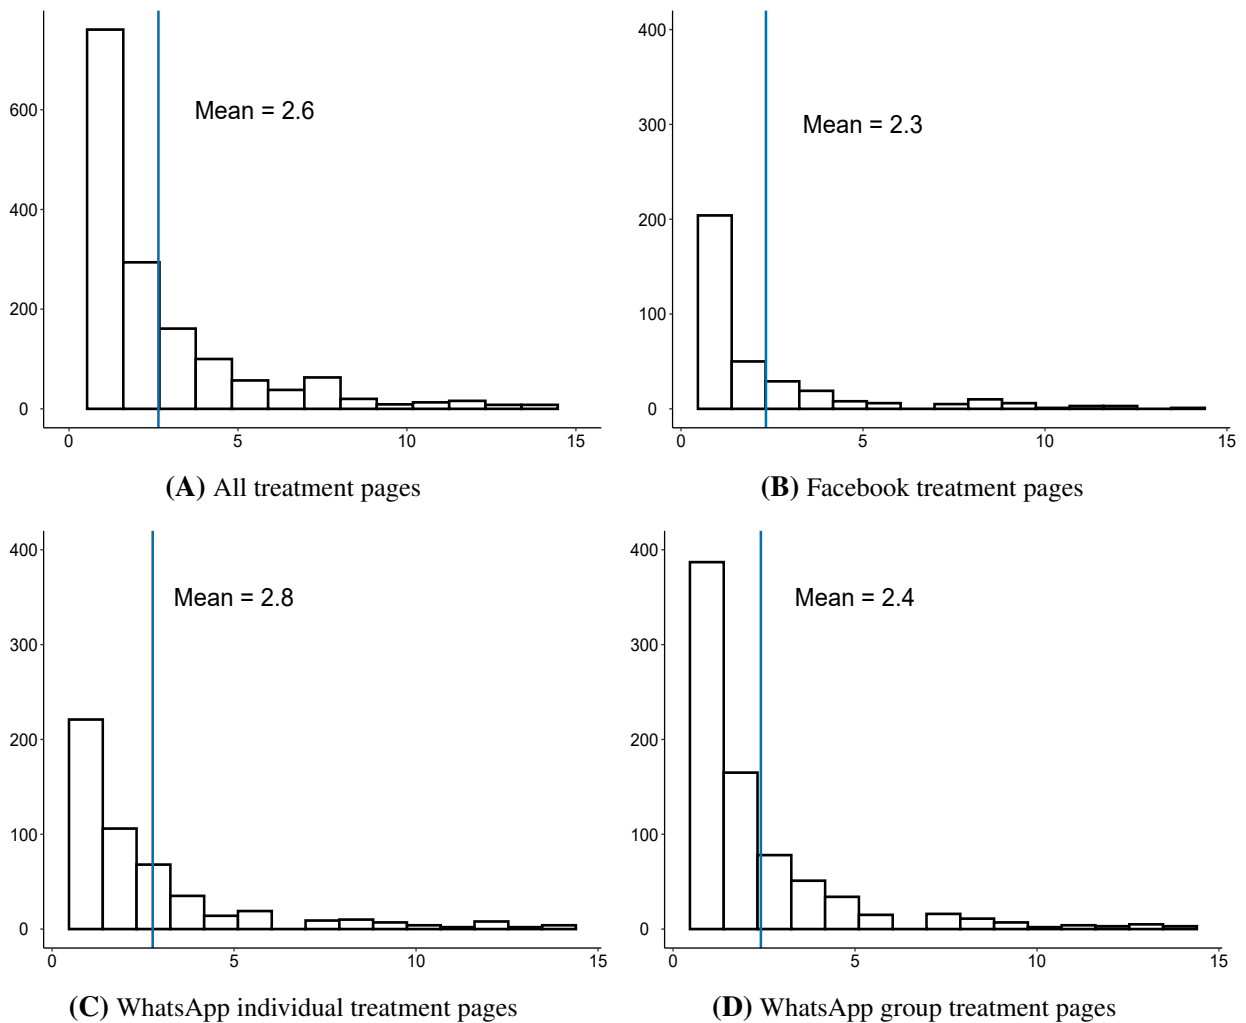 600
400
200
0
Mean = 2.6
0 5 10 15
(A) All treatment pages
400
300
200
100
0
Mean = 2.3
0 5 10 15
(B) Facebook treatment pages
400
300
200
100
0
Mean = 2.8
0 5 10 15
(C) WhatsApp individual treatment pages
400
300
200
100
0
Mean = 2.4
0 5 10 15
(D) WhatsApp group treatment pages